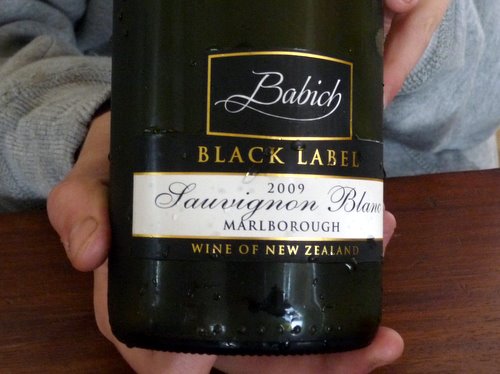 Babich
BLACK LABEL
2009
Sauvignon Blanc
MARLBOROUGH
WINE OF NEW ZEALAND